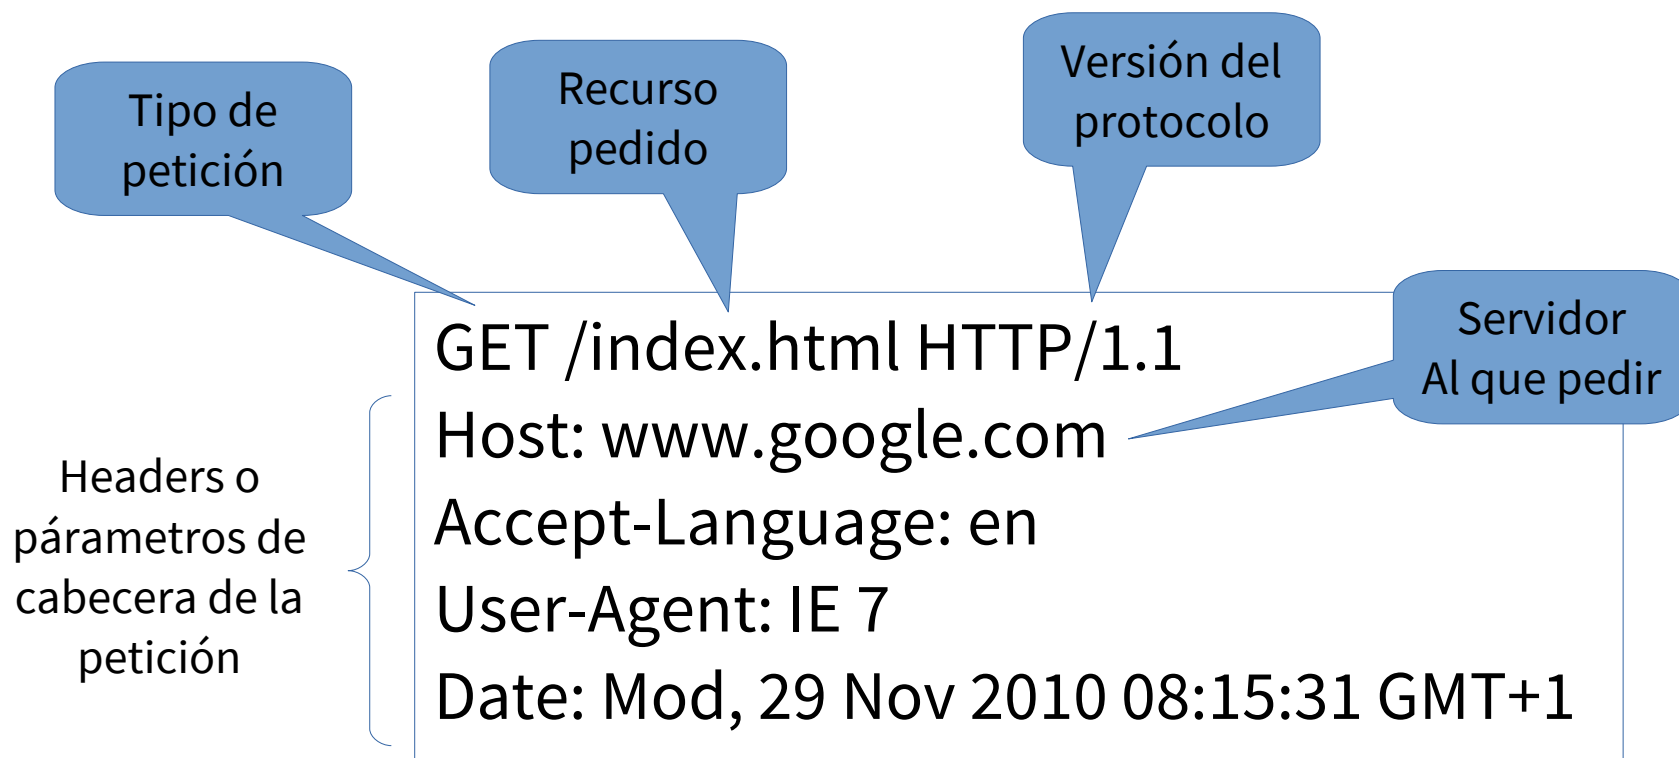 Tipo de
petición
Recurso
pedido
Versión del
protocolo
Servidor
Al que pedir
GET /index.html HTTP/1.1
Host: www.google.com
Accept-Language: en
User-Agent: IE 7
Date: Mod, 29 Nov 2010 08:15:31 GMT+1
Headers o
párametros de
cabecera de la
petición